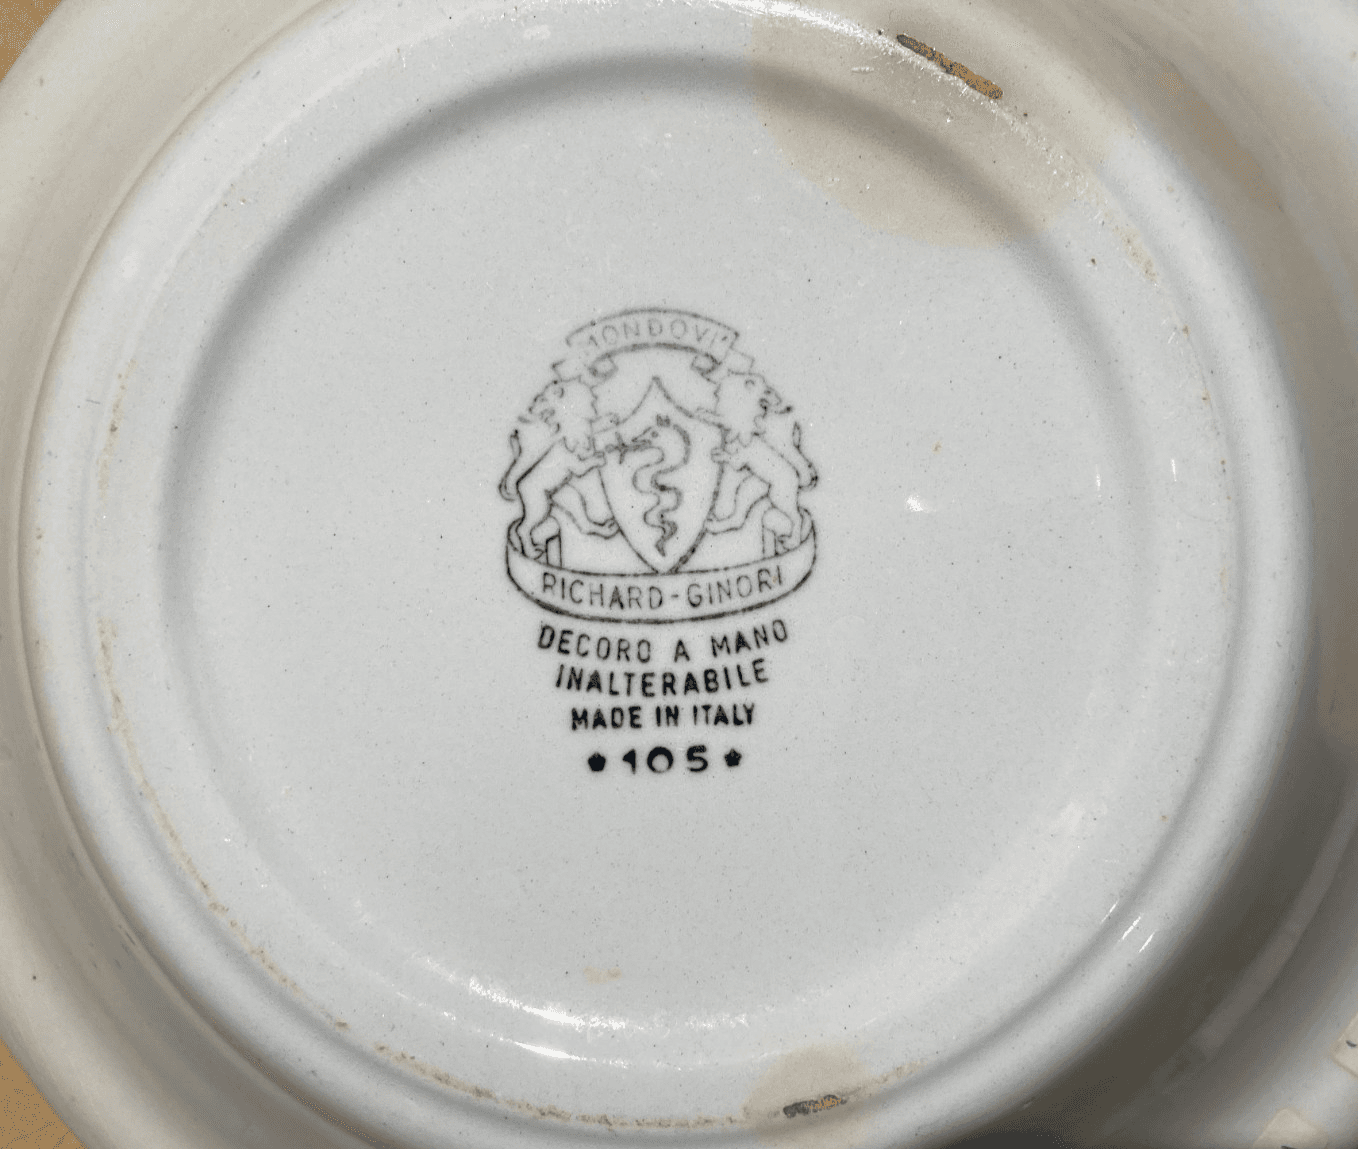 MONDOVI'
RICHARD-GINORI
DECORO A MANO
INALTERABILE
MADE IN ITALY
★ 105 ★